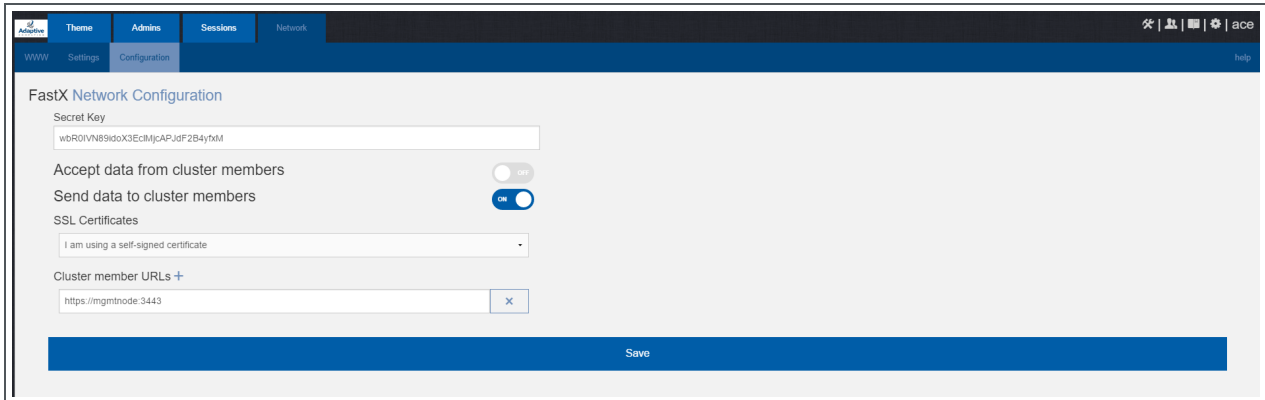 Adaptive
Theme Admins Sessions Network
| | | | ace
WWW Settings Configuration help
FastX Network Configuration
Secret Key
wbR0IVN89idoX3EclMjcAPJdF2B4yfxM
Accept data from cluster members OFF
Send data to cluster members ON
SSL Certificates
I am using a self-signed certificate
Cluster member URLs +
https://mgmtnode:3443 ×
Save